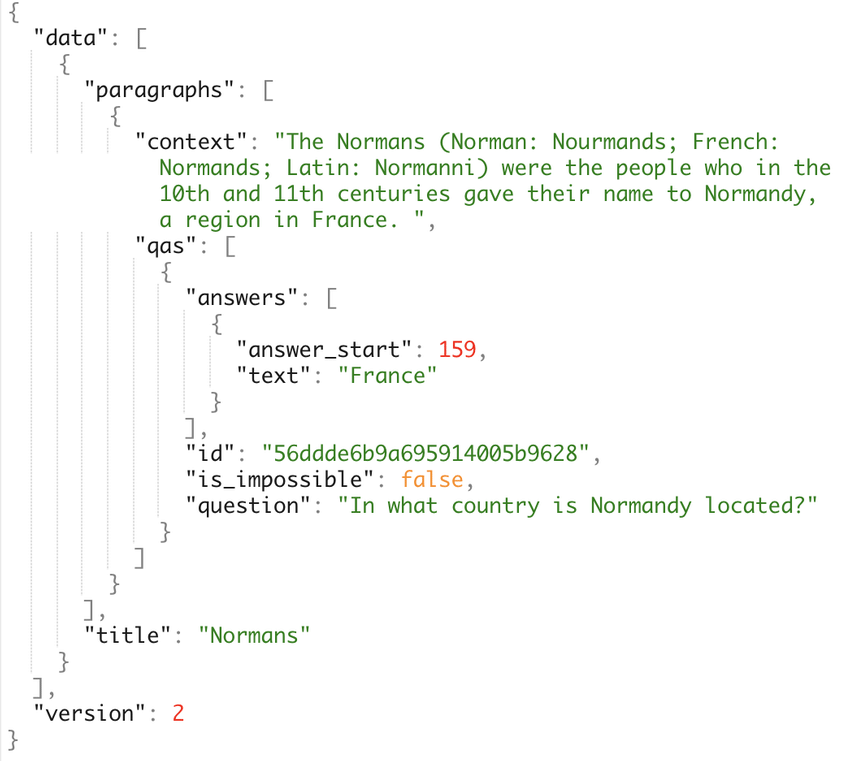 {
"data": [
{
"paragraphs": [
{
"context": "The Normans (Norman: Nourmands; French:
Normands; Latin: Normanni) were the people who in the
10th and 11th centuries gave their name to Normandy,
a region in France. ",
"qas": [
{
"answers": [
{
"answer_start": 159,
"text": "France"
}
],
"id": "56ddde6b9a695914005b9628",
"is_impossible": false,
"question": "In what country is Normandy located?"
}
]
}
],
"title": "Normans"
}
],
"version": 2
}